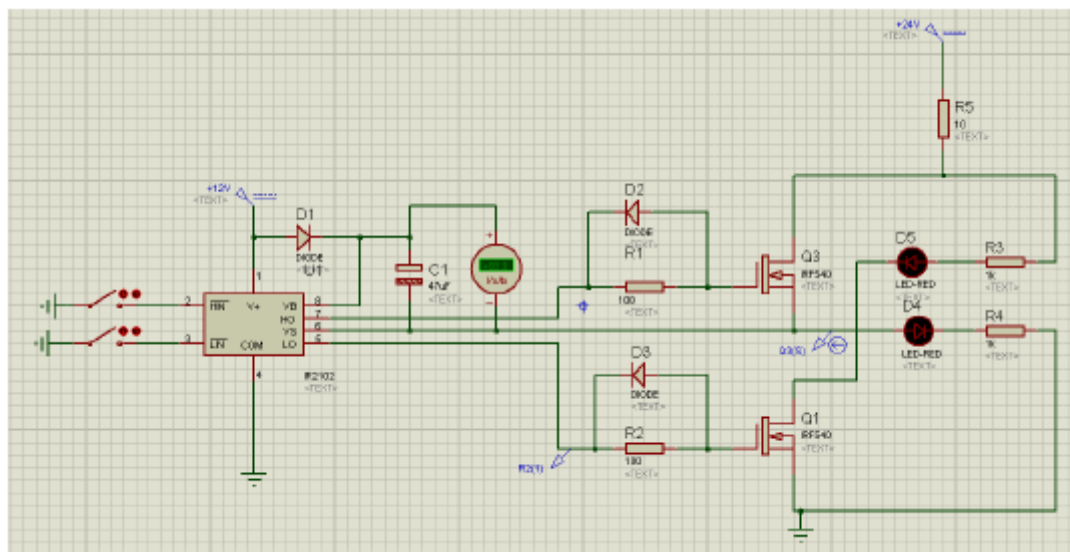 +24V
<TEXT>
R5
10
<TEXT>
+12V
<TEXT>
D1
DIODE
<TEXT>
D2
DIODE
<TEXT>
R1
100
<TEXT>
C1
47uF
<TEXT>
+
Volts
−
Q3
IRF540
<TEXT>
D5
LED-RED
<TEXT>
R3
1k
<TEXT>
1
2
HIN
V+
VB
8
HO
7
VS
6
3
LIN
COM
LO
5
4
IR2102
<TEXT>
Q3(S)
D4
LED-RED
<TEXT>
R4
1k
<TEXT>
D3
DIODE
<TEXT>
R2
100
<TEXT>
R2(1)
Q1
IRF540
<TEXT>